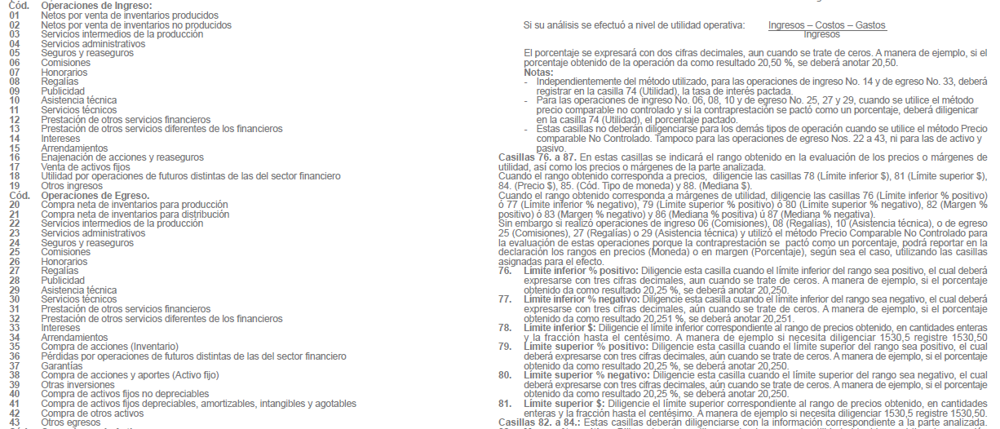 Cód. Operaciones de Ingreso:
01 Netos por venta de inventarios producidos
02 Netos por venta de inventarios no producidos
03 Servicios intermedios de la producción
04 Servicios administrativos
05 Seguros y reaseguros
06 Comisiones
07 Honorarios
08 Regalías
09 Publicidad
10 Asistencia técnica
11 Servicios técnicos
12 Prestación de otros servicios financieros
13 Prestación de otros servicios diferentes de los financieros
14 Intereses
15 Arrendamientos
16 Enajenación de acciones y reaseguros
17 Venta de activos fijos
18 Utilidad por operaciones de futuros distintas de las del sector financiero
19 Otros ingresos
Cód. Operaciones de Egreso.
20 Compra neta de inventarios para producción
21 Compra neta de inventarios para distribución
22 Servicios intermedios de la producción
23 Servicios administrativos
24 Seguros y reaseguros
25 Comisiones
26 Honorarios
27 Regalías
28 Publicidad
29 Asistencia técnica
30 Servicios técnicos
31 Prestación de otros servicios financieros
32 Prestación de otros servicios diferentes de los financieros
33 Intereses
34 Arrendamientos
35 Compra de acciones (Inventario)
36 Pérdidas por operaciones de futuros distintas de las del sector financiero
37 Garantías
38 Compra de acciones y aportes (Activo fijo)
39 Otras inversiones
40 Compra de activos fijos no depreciables
41 Compra de activos fijos depreciables, amortizables, intangibles y agotables
42 Compra de otros activos
43 Otros egresos
Si su análisis se efectuó a nivel de utilidad operativa: Ingresos – Costos – Gastos
Ingresos
El porcentaje se expresará con dos cifras decimales, aun cuando se trate de ceros. A manera de ejemplo, si el
porcentaje obtenido de la operación da como resultado 20,50 %, se deberá anotar 20,50.
Notas:
- Independientemente del método utilizado, para las operaciones de ingreso No. 14 y de egreso No. 33, deberá
registrar en la casilla 74 (Utilidad), la tasa de interés pactada.
- Para las operaciones de ingreso No. 06, 08, 10 y de egreso No. 25, 27 y 29, cuando se utilice el método
precio comparable no controlado y si la contraprestación se pactó como un porcentaje, deberá diligenicar
en la casilla 74 (Utilidad), el porcentaje pactado.
- Estas casillas no deberán diligenciarse para los demás tipos de operación cuando se utilice el método Precio
comparable No Controlado. Tampoco para las operaciones de egreso Nos. 22 a 43, ni para las de activo y
pasivo.
Casillas 76. a 87. En estas casillas se indicará el rango obtenido en la evaluación de los precios o márgenes de
utilidad, así como los precios o márgenes de la parte analizada.
Cuando el rango obtenido corresponda a precios, diligencie las casillas 78 (Límite inferior $), 81 (Límite superior $),
84. (Precio $), 85. (Cód. Tipo de moneda) y 88. (Mediana $).
Cuando el rango obtenido corresponda a márgenes de utilidad, diligencie las casillas 76 (Límite inferior % positivo)
ó 77 (Límite inferior % negativo), 79 (Límite superior % positivo) ó 80 (Límite superior % negativo), 82 (Margen %
positivo) ó 83 (Margen % negativo) y 86 (Mediana % positiva) ú 87 (Mediana % negativa).
Sin embargo si realizó operaciones de ingreso 06 (Comisiones), 08 (Regalías), 10 (Asistencia técnica), o de egreso
25 (Comisiones), 27 (Regalías) o 29 (Asistencia técnica) y utilizó el método Precio Comparable No Controlado para
la evaluación de estas operaciones porque la contraprestación se pactó como un porcentaje, podrá reportar en la
declaración los rangos en precios (Moneda) o en margen (Porcentaje), según sea el caso, utilizando las casillas
asignadas para el efecto.
76. Límite inferior % positivo: Diligencie esta casilla cuando el límite inferior del rango sea positivo, el cual deberá
expresarse con tres cifras decimales, aun cuando se trate de ceros. A manera de ejemplo, si el porcentaje
obtenido da como resultado 20,25 %, se deberá anotar 20,250.
77. Límite inferior % negativo: Diligencie esta casilla cuando el límite inferior del rango sea negativo, el cual deberá
expresarse con tres cifras decimales, aún cuando se trate de ceros. A manera de ejemplo, si el porcentaje
obtenido da como resultado 20,251 %, se deberá anotar 20,251.
78. Límite inferior $: Diligencie el límite inferior correspondiente al rango de precios obtenido, en cantidades enteras
y la fracción hasta el centésimo. A manera de ejemplo si necesita diligenciar 1530,5 registre 1530,50
79. Límite superior % positivo: Diligencie esta casilla cuando el límite superior del rango sea positivo, el cual
deberá expresarse con tres cifras decimales, aún cuando se trate de ceros. A manera de ejemplo, si el porcentaje
obtenido da como resultado 20,25 %, se deberá anotar 20,250.
80. Límite superior % negativo: Diligencie esta casilla cuando el límite superior del rango sea negativo, el cual
deberá expresarse con tres cifras decimales, aún cuando se trate de ceros. A manera de ejemplo, si el porcentaje
obtenido da como resultado 20,25 %, se deberá anotar 20,250.
81. Límite superior $: Diligencie el límite superior correspondiente al rango de precios obtenido, en cantidades
enteras y la fracción hasta el centésimo. A manera de ejemplo si necesita diligenciar 1530,5 registre 1530,50.
Casillas 82. a 84.: Estas casillas deberán diligenciarse con la información correspondiente a la parte analizada.